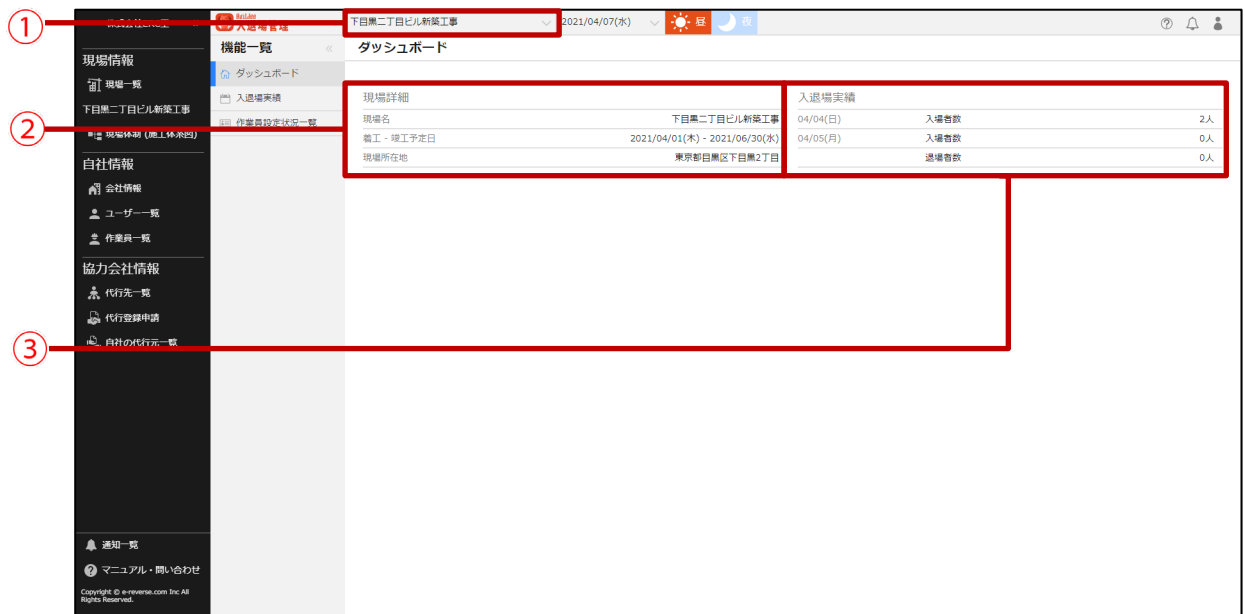 ①
下目黒二丁目ビル新築工事
2021/04/07(水)
昼
夜
機能一覧
ダッシュボード
現場情報
現場一覧
下目黒二丁目ビル新築工事
ダッシュボード
入退場実績
作業員設定状況一覧
②
現場詳細
現場名 下目黒二丁目ビル新築工事
着工 - 竣工予定日 2021/04/01(木) - 2021/06/30(水)
現場所在地 東京都目黒区下目黒2丁目
入退場実績
04/04(日) 入場者数 2人
04/05(月) 入場者数 0人
退場者数 0人
現場体制 (施工体系図)
自社情報
会社情報
ユーザー一覧
作業員一覧
協力会社情報
代行先一覧
代行登録申請
自社の代行元一覧
③
通知一覧
マニュアル・問い合わせ
Copyright © e-reverse.com Inc All
Rights Reserved.